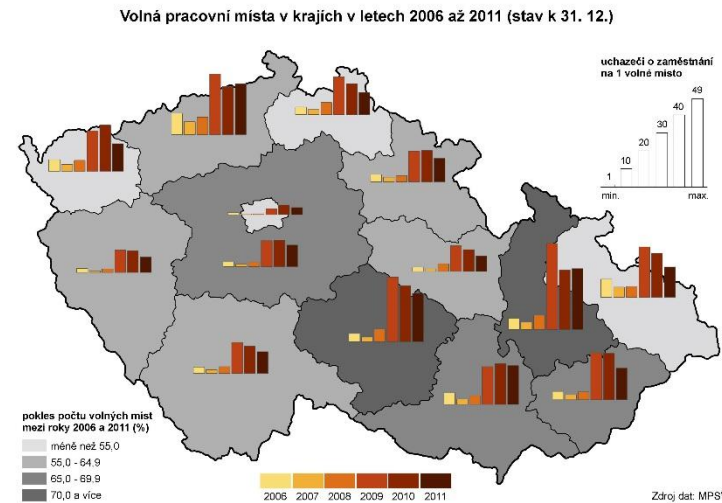 Volná pracovní místa v krajích v letech 2006 až 2011 (stav k 31. 12.)
uchazeči o zaměstnání
na 1 volné místo
49
40
30
20
10
1
min.
max.
pokles počtu volných míst
mezi roky 2006 a 2011 (%)
méně než 55,0
55,0 - 64,9
65,0 - 69,9
70,0 a více
2006 2007 2008 2009 2010 2011
Zdroj dat: MPS